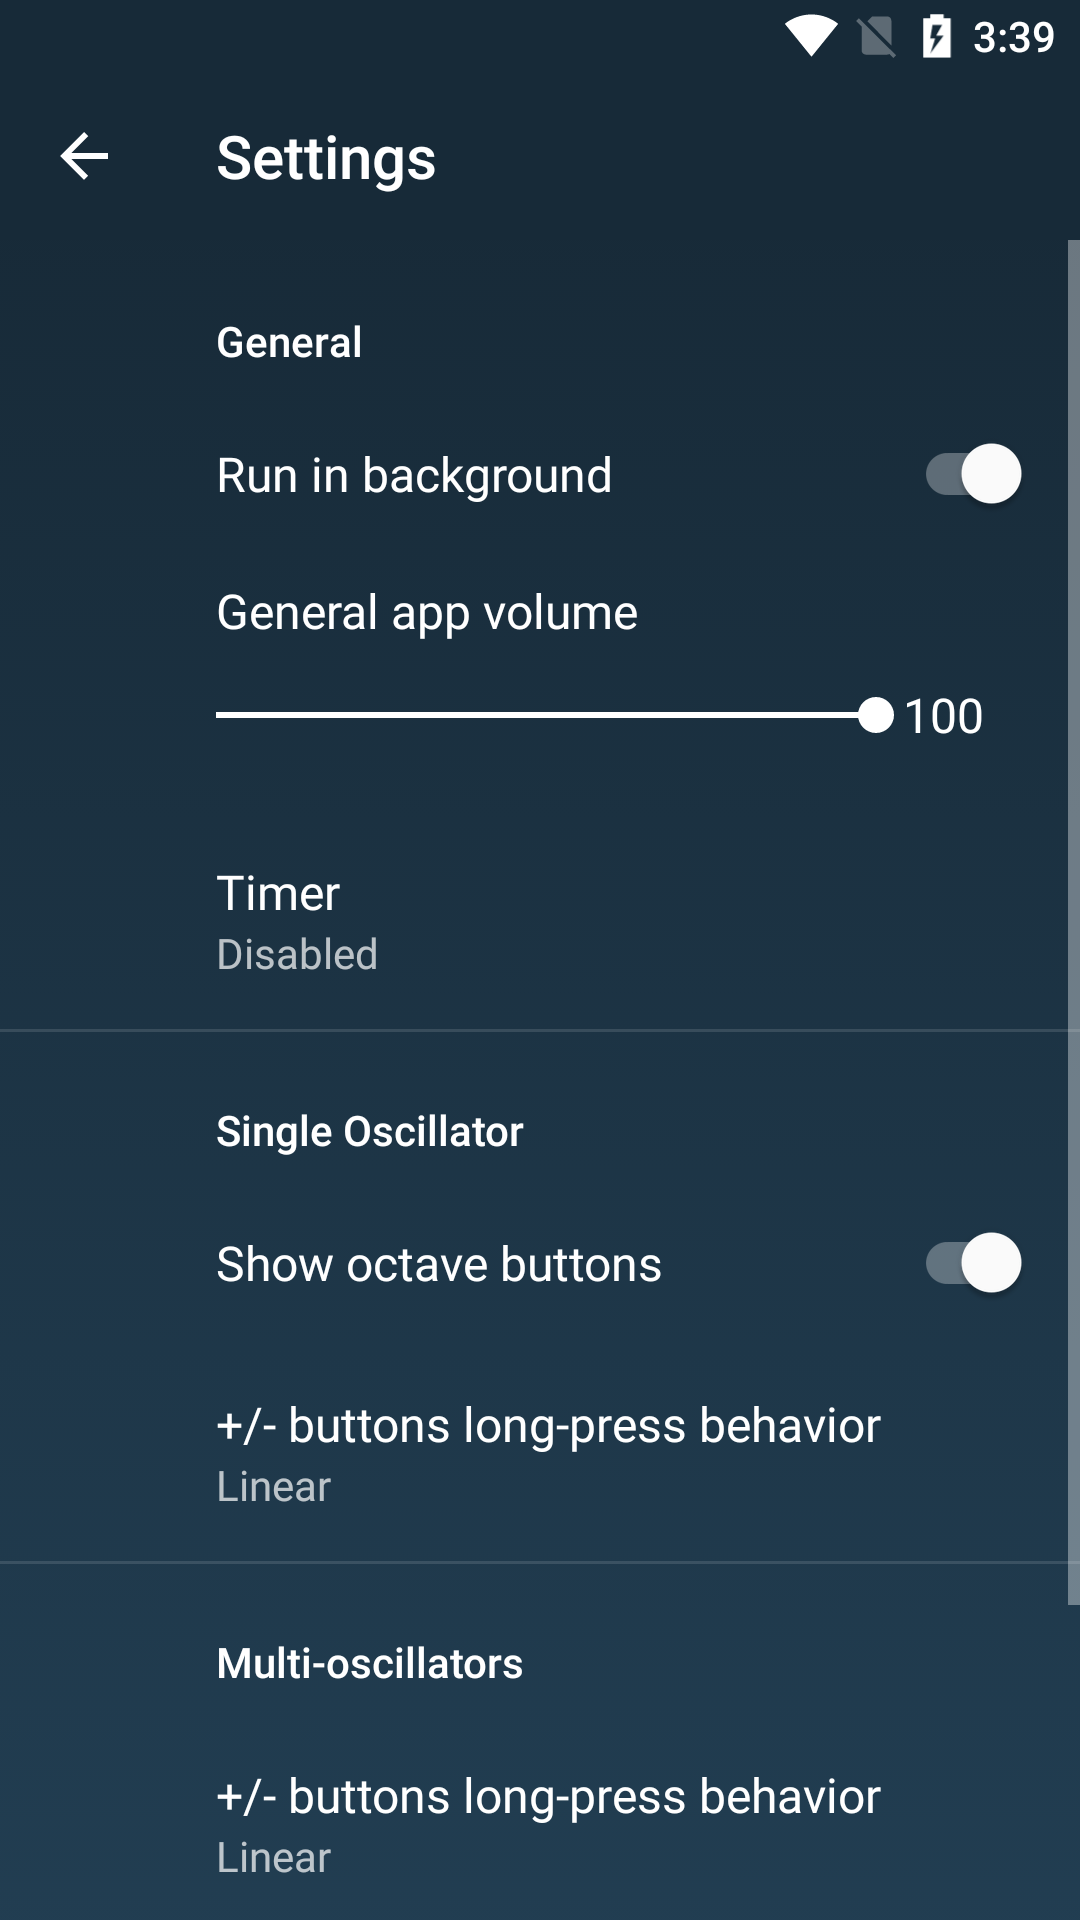 3:39
Settings
General
Run in background
General app volume
100
Timer
Disabled
Single Oscillator
Show octave buttons
+/- buttons long-press behavior
Linear
Multi-oscillators
+/- buttons long-press behavior
Linear